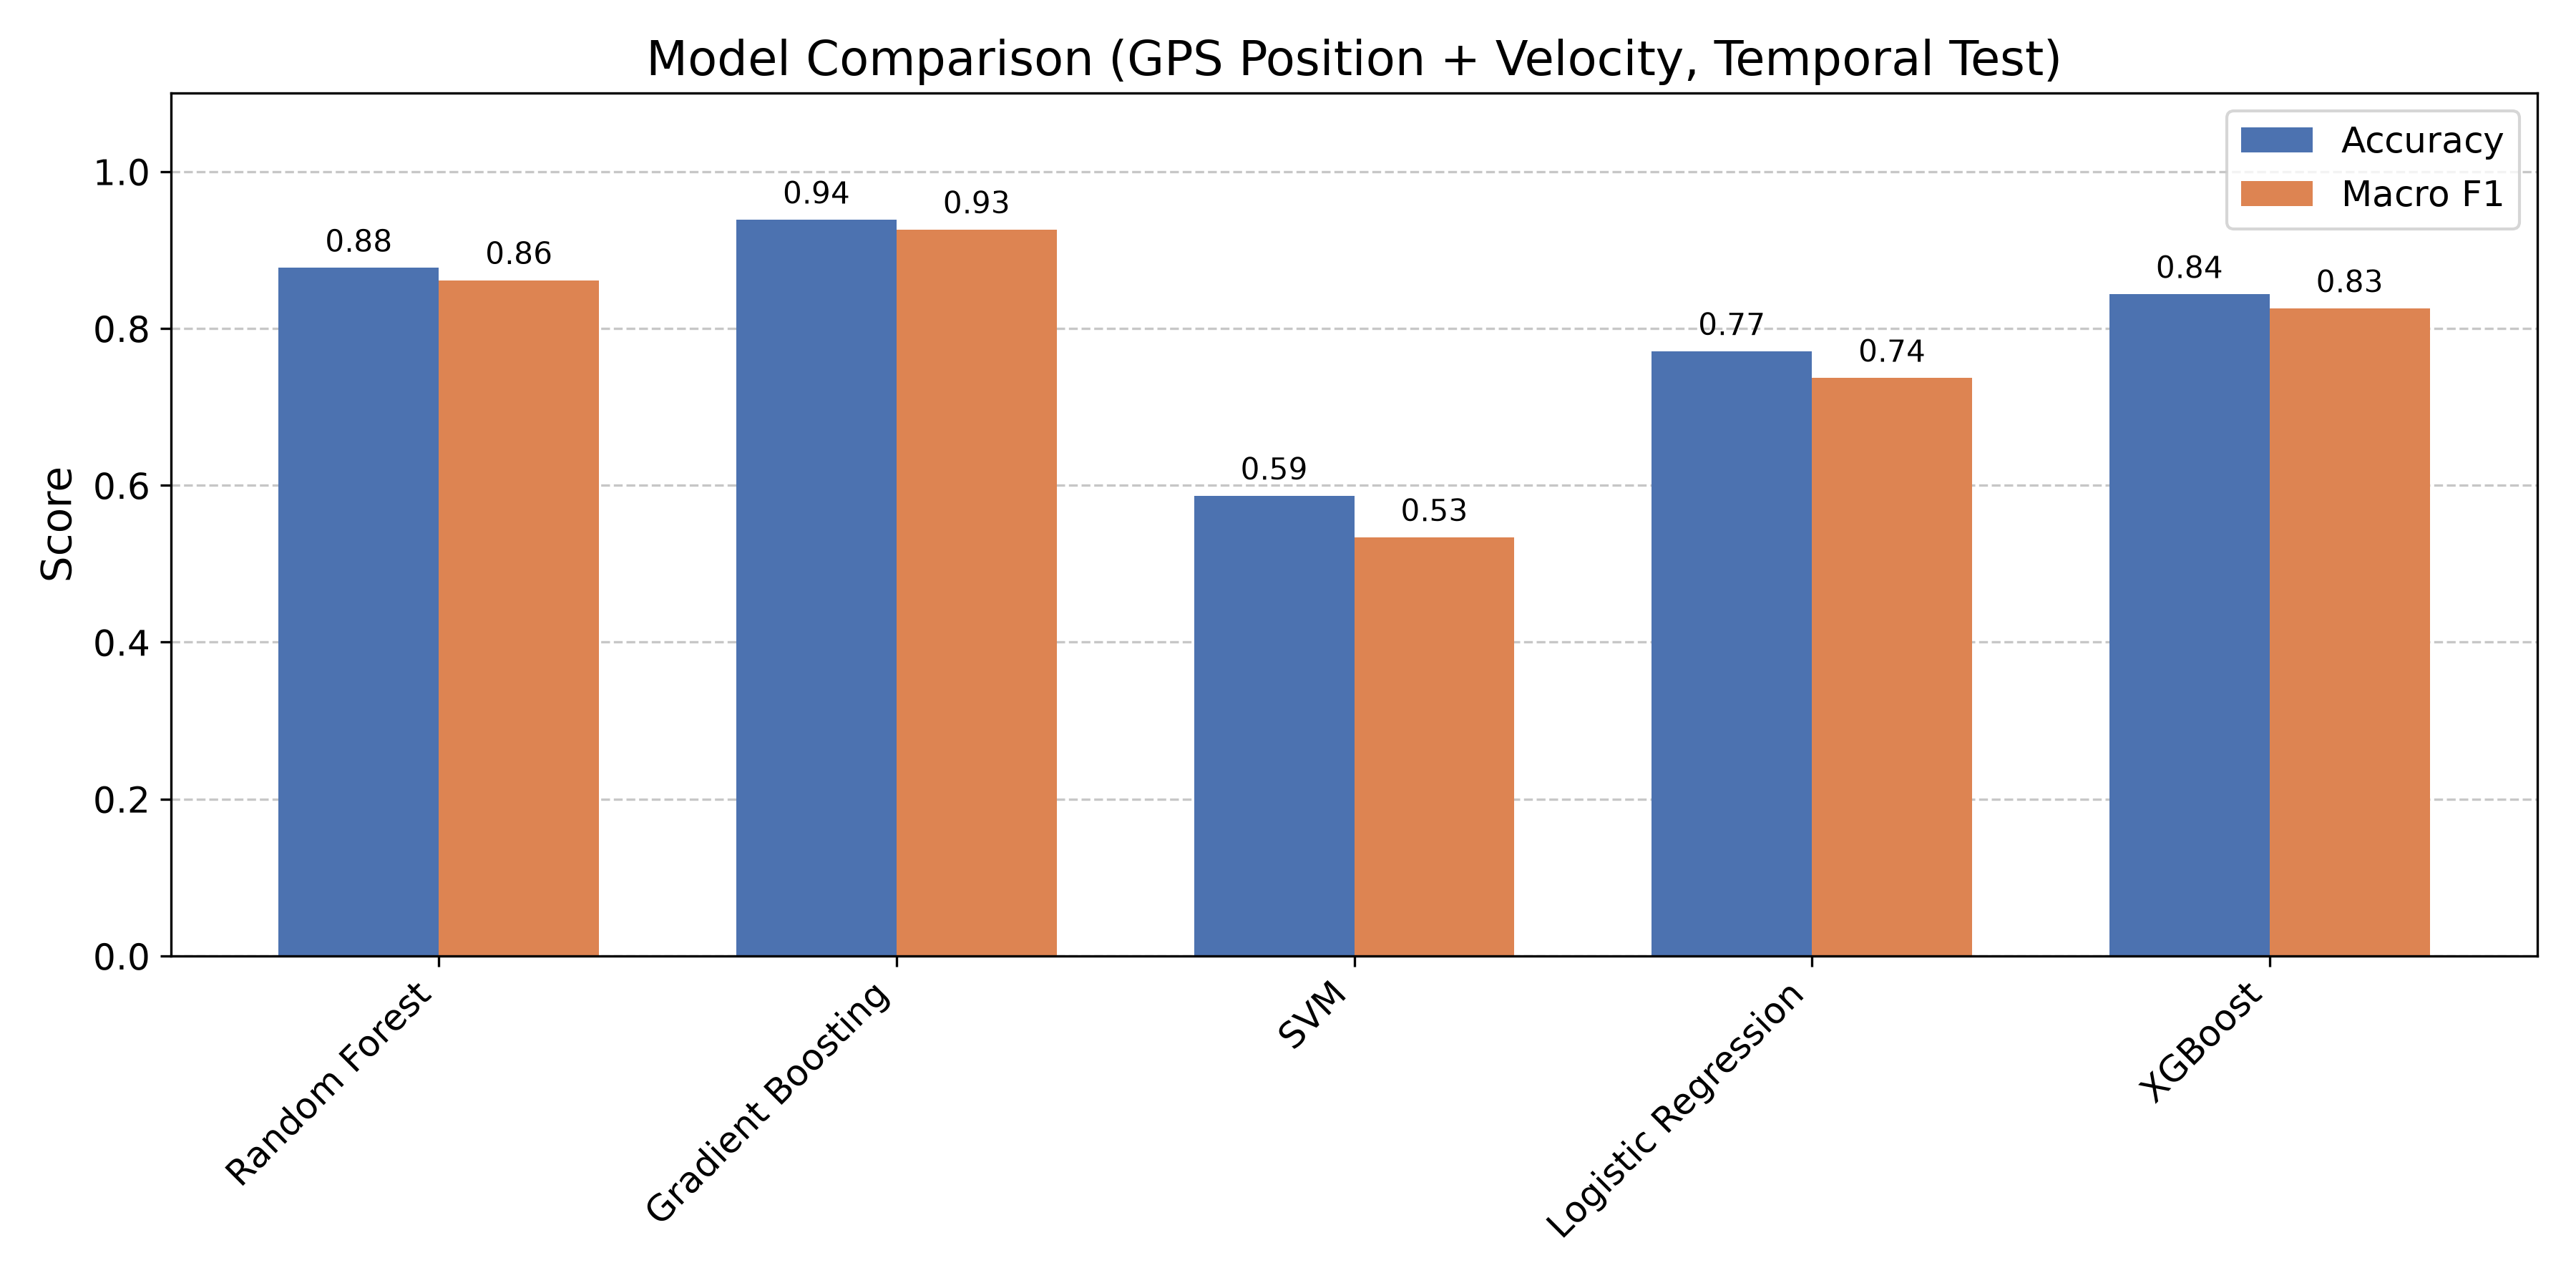 Model Comparison (GPS Position + Velocity, Temporal Test)
Accuracy
Macro F1
Score
1.0
0.8
0.6
0.4
0.2
0.0
0.88
0.86
0.94
0.93
0.59
0.53
0.77
0.74
0.84
0.83
Random Forest
Gradient Boosting
SVM
Logistic Regression
XGBoost